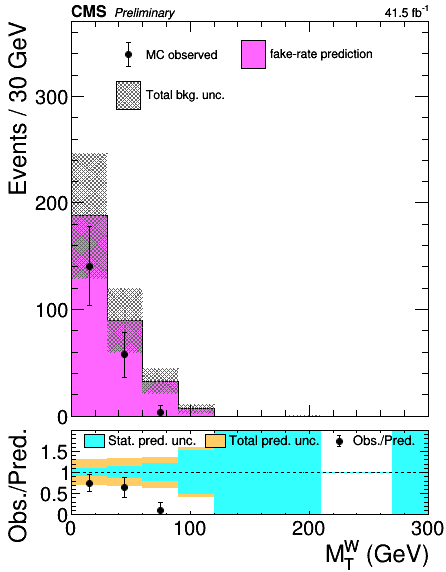 CMS Preliminary 41.5 fb⁻¹
MC observed fake-rate prediction
Total bkg. unc.
Events / 30 GeV
300
200
100
0
Stat. pred. unc. Total pred. unc. Obs./Pred.
Obs./Pred.
1.5
1
0.5
0
0 100 200 300
M_T^W (GeV)